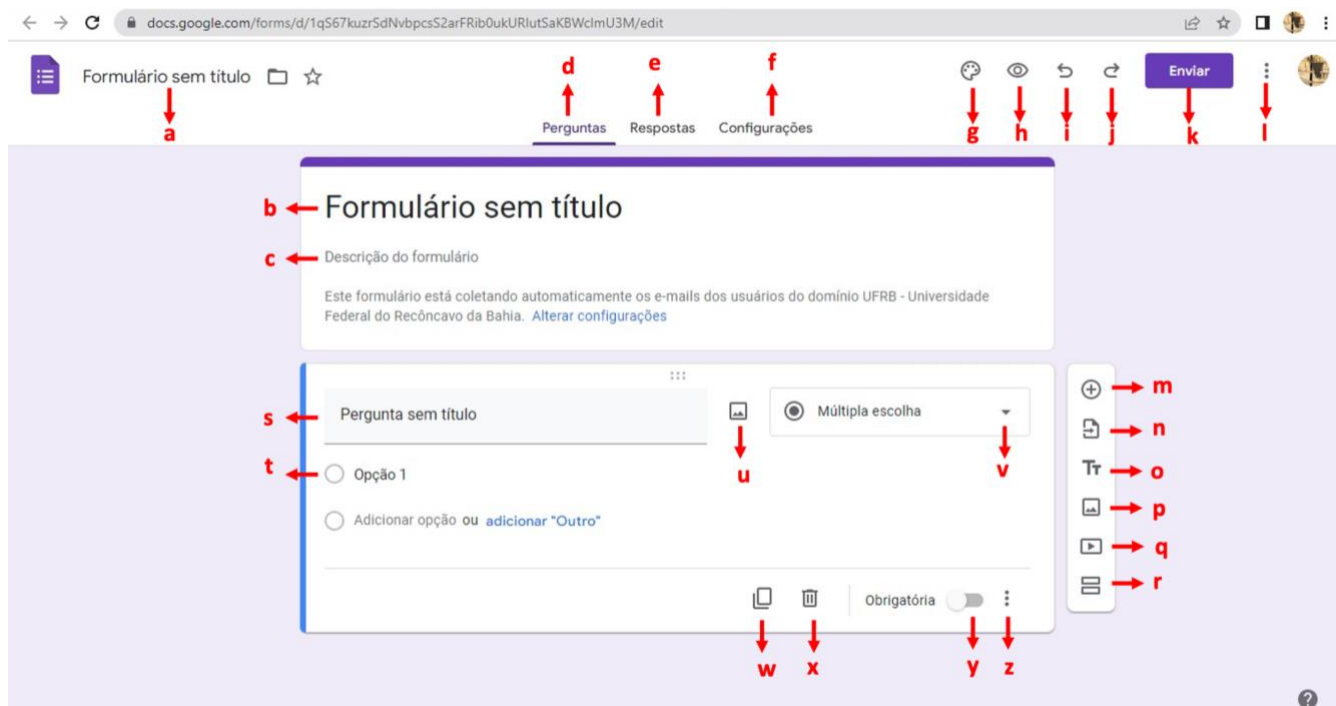 docs.google.com/forms/d/1qS67kuzrSdNvbpcsS2arFRib0ukURlutSaKBWclmU3M/edit
d e f
Formulário sem título
Enviar
a
Perguntas Respostas Configurações
g h i j k l
b Formulário sem título
c Descrição do formulário
Este formulário está coletando automaticamente os e-mails dos usuários do domínio UFRB - Universidade
Federal do Recôncavo da Bahia. Alterar configurações
m
s Pergunta sem título
Múltipla escolha
n
t Opção 1
u v
Tт o
p
Adicionar opção ou adicionar "Outro"
q
r
Obrigatória
w x y z
?